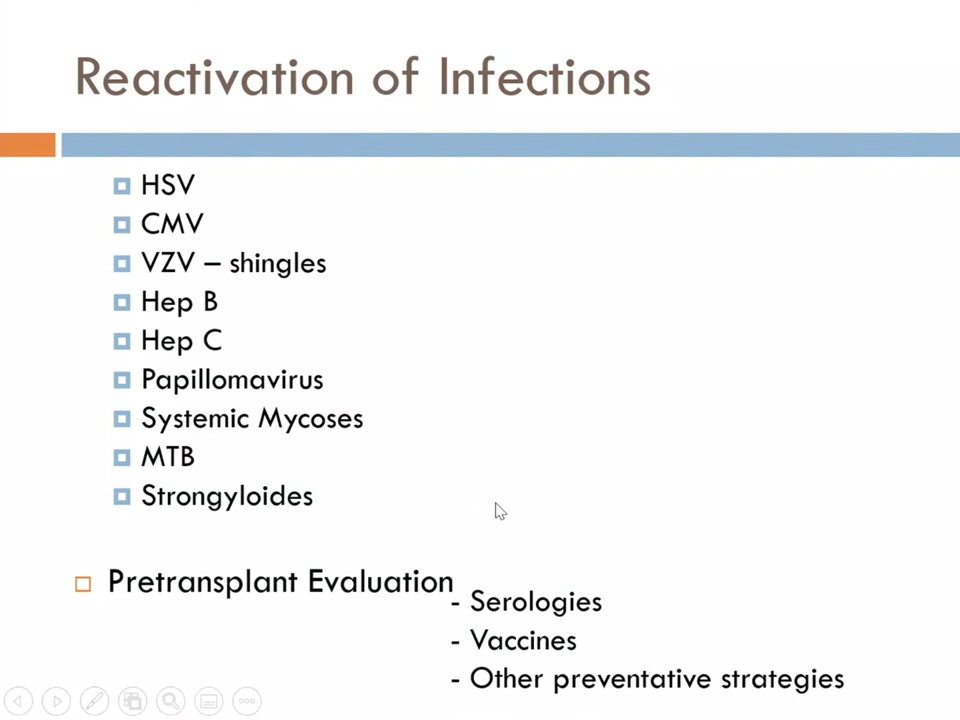 Reactivation of Infections
HSV
CMV
VZV – shingles
Hep B
Hep C
Papillomavirus
Systemic Mycoses
MTB
Strongyloides
Pretransplant Evaluation
- Serologies
- Vaccines
- Other preventative strategies